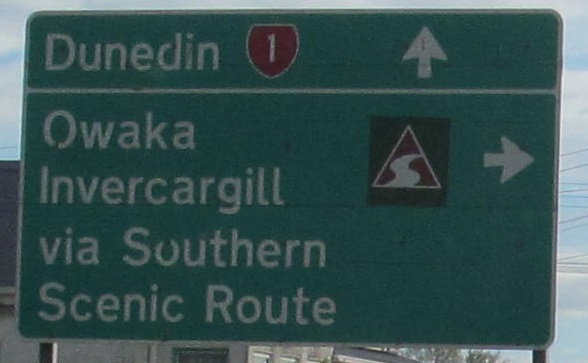 Dunedin 1
Owaka
Invercargill
via Southern
Scenic Route